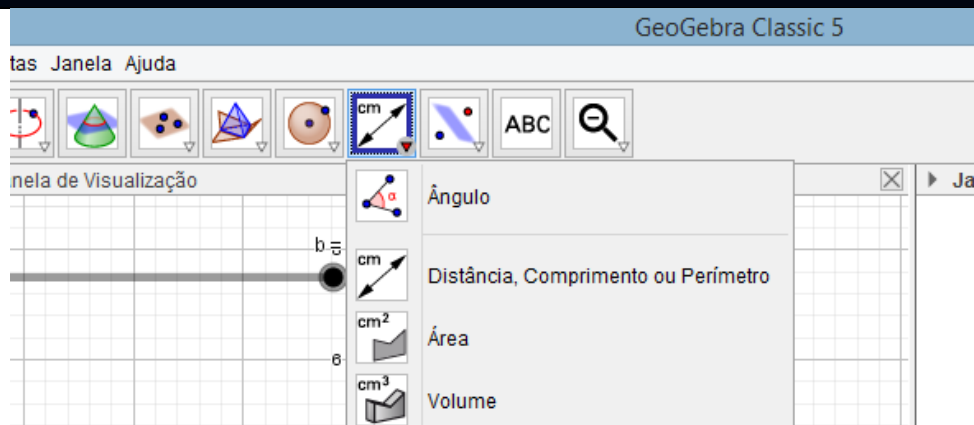 GeoGebra Classic 5
tas Janela Ajuda
cm
ABC
nela de Visualização
Ja
Ângulo
α
b =
cm
Distância, Comprimento ou Perímetro
cm²
Área
6
cm³
Volume